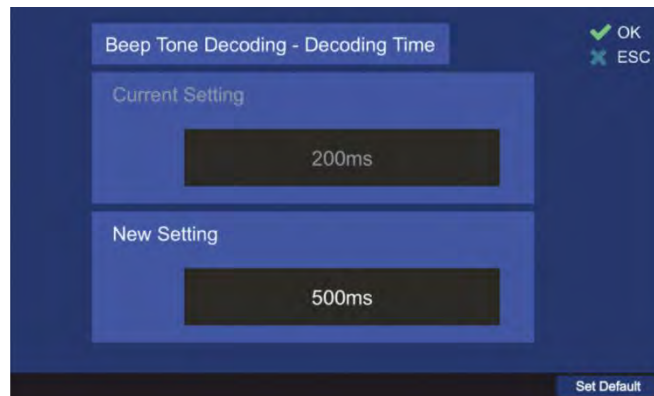 Beep Tone Decoding - Decoding Time
OK
ESC
Current Setting
200ms
New Setting
500ms
Set Default